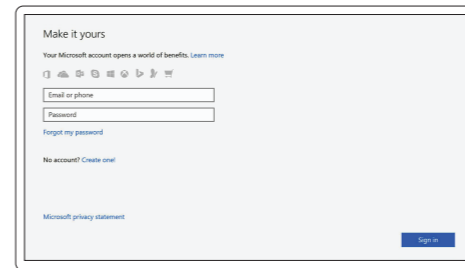 Make it yours
Your Microsoft account opens a world of benefits. Learn more
Email or phone
Password
Forgot my password
No account? Create one!
Microsoft privacy statement
Sign in